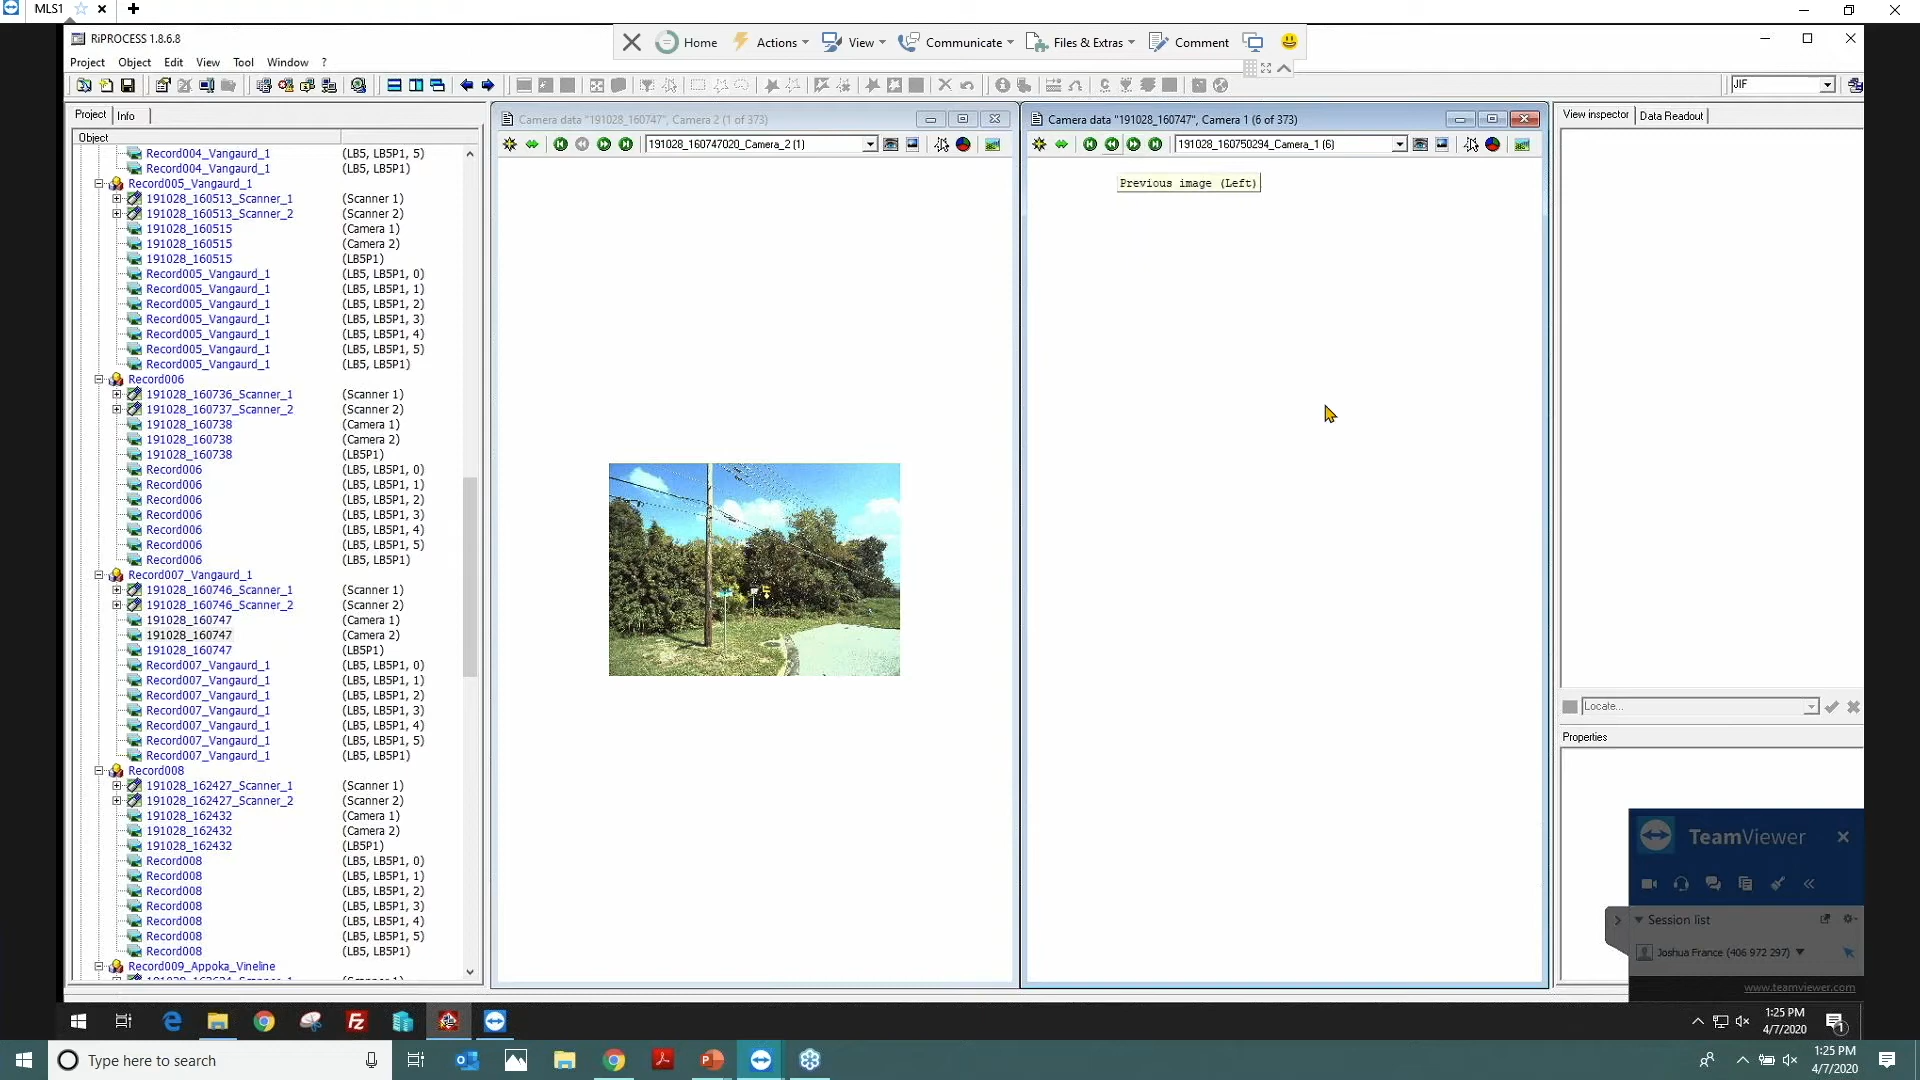 MLS1
RiPROCESS 1.8.6.8
Home
Actions
View
Communicate
Files & Extras
Comment
Project
Object
Edit
View
Tool
Window
?
JIF
Project
Info
Object
Record004_Vangaurd_1 (LB5, LB5P1, 5)
Record004_Vangaurd_1 (LB5, LB5P1)
Record005_Vangaurd_1
191028_160513_Scanner_1 (Scanner 1)
191028_160513_Scanner_2 (Scanner 2)
191028_160515 (Camera 1)
191028_160515 (Camera 2)
191028_160515 (LB5P1)
Record005_Vangaurd_1 (LB5, LB5P1, 0)
Record005_Vangaurd_1 (LB5, LB5P1, 1)
Record005_Vangaurd_1 (LB5, LB5P1, 2)
Record005_Vangaurd_1 (LB5, LB5P1, 3)
Record005_Vangaurd_1 (LB5, LB5P1, 4)
Record005_Vangaurd_1 (LB5, LB5P1, 5)
Record005_Vangaurd_1 (LB5, LB5P1)
Record006
191028_160736_Scanner_1 (Scanner 1)
191028_160737_Scanner_2 (Scanner 2)
191028_160738 (Camera 1)
191028_160738 (Camera 2)
191028_160738 (LB5P1)
Record006 (LB5, LB5P1, 0)
Record006 (LB5, LB5P1, 1)
Record006 (LB5, LB5P1, 2)
Record006 (LB5, LB5P1, 3)
Record006 (LB5, LB5P1, 4)
Record006 (LB5, LB5P1, 5)
Record006 (LB5, LB5P1)
Record007_Vangaurd_1
191028_160746_Scanner_1 (Scanner 1)
191028_160746_Scanner_2 (Scanner 2)
191028_160747 (Camera 1)
191028_160747 (Camera 2)
191028_160747 (LB5P1)
Record007_Vangaurd_1 (LB5, LB5P1, 0)
Record007_Vangaurd_1 (LB5, LB5P1, 1)
Record007_Vangaurd_1 (LB5, LB5P1, 2)
Record007_Vangaurd_1 (LB5, LB5P1, 3)
Record007_Vangaurd_1 (LB5, LB5P1, 4)
Record007_Vangaurd_1 (LB5, LB5P1, 5)
Record007_Vangaurd_1 (LB5, LB5P1)
Record008
191028_162427_Scanner_1 (Scanner 1)
191028_162427_Scanner_2 (Scanner 2)
191028_162432 (Camera 1)
191028_162432 (Camera 2)
191028_162432 (LB5P1)
Record008 (LB5, LB5P1, 0)
Record008 (LB5, LB5P1, 1)
Record008 (LB5, LB5P1, 2)
Record008 (LB5, LB5P1, 3)
Record008 (LB5, LB5P1, 4)
Record008 (LB5, LB5P1, 5)
Record008 (LB5, LB5P1)
Record009_Appoka_Vineline
Camera data "191028_160747", Camera 2 (1 of 373)
191028_160747020_Camera_2 (1)
Camera data "191028_160747", Camera 1 (6 of 373)
191028_160750294_Camera_1 (6)
Previous image (Left)
View inspector
Data Readout
Locate...
Properties
TeamViewer
Session list
Joshua France (406 972 297)
www.teamviewer.com
1:25 PM
4/7/2020
Type here to search
1:25 PM
4/7/2020